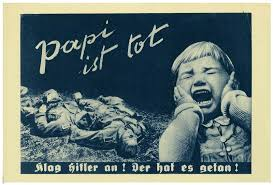 papi
ist tot
Klag Hitler an! Der hat es getan!